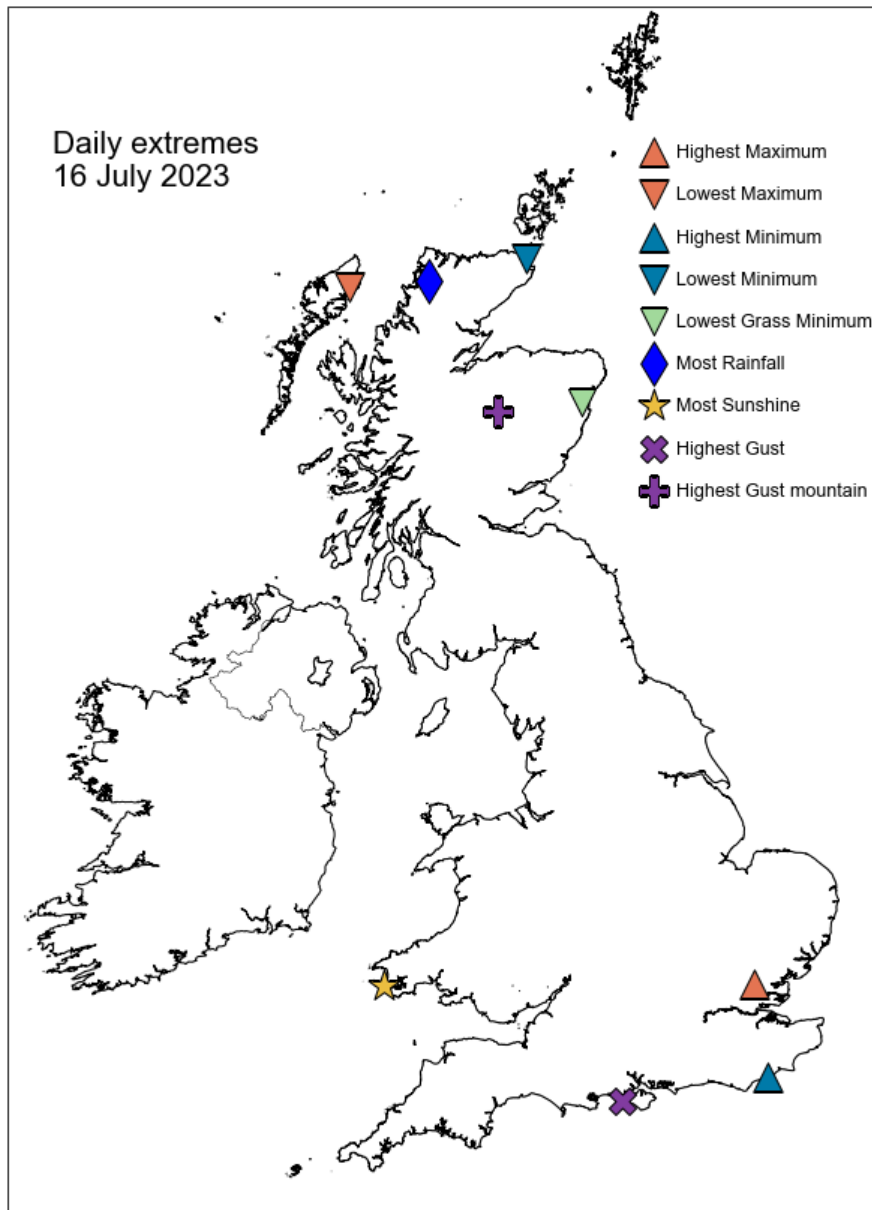 Daily extremes
16 July 2023
Highest Maximum
Lowest Maximum
Highest Minimum
Lowest Minimum
Lowest Grass Minimum
Most Rainfall
Most Sunshine
Highest Gust
Highest Gust mountain